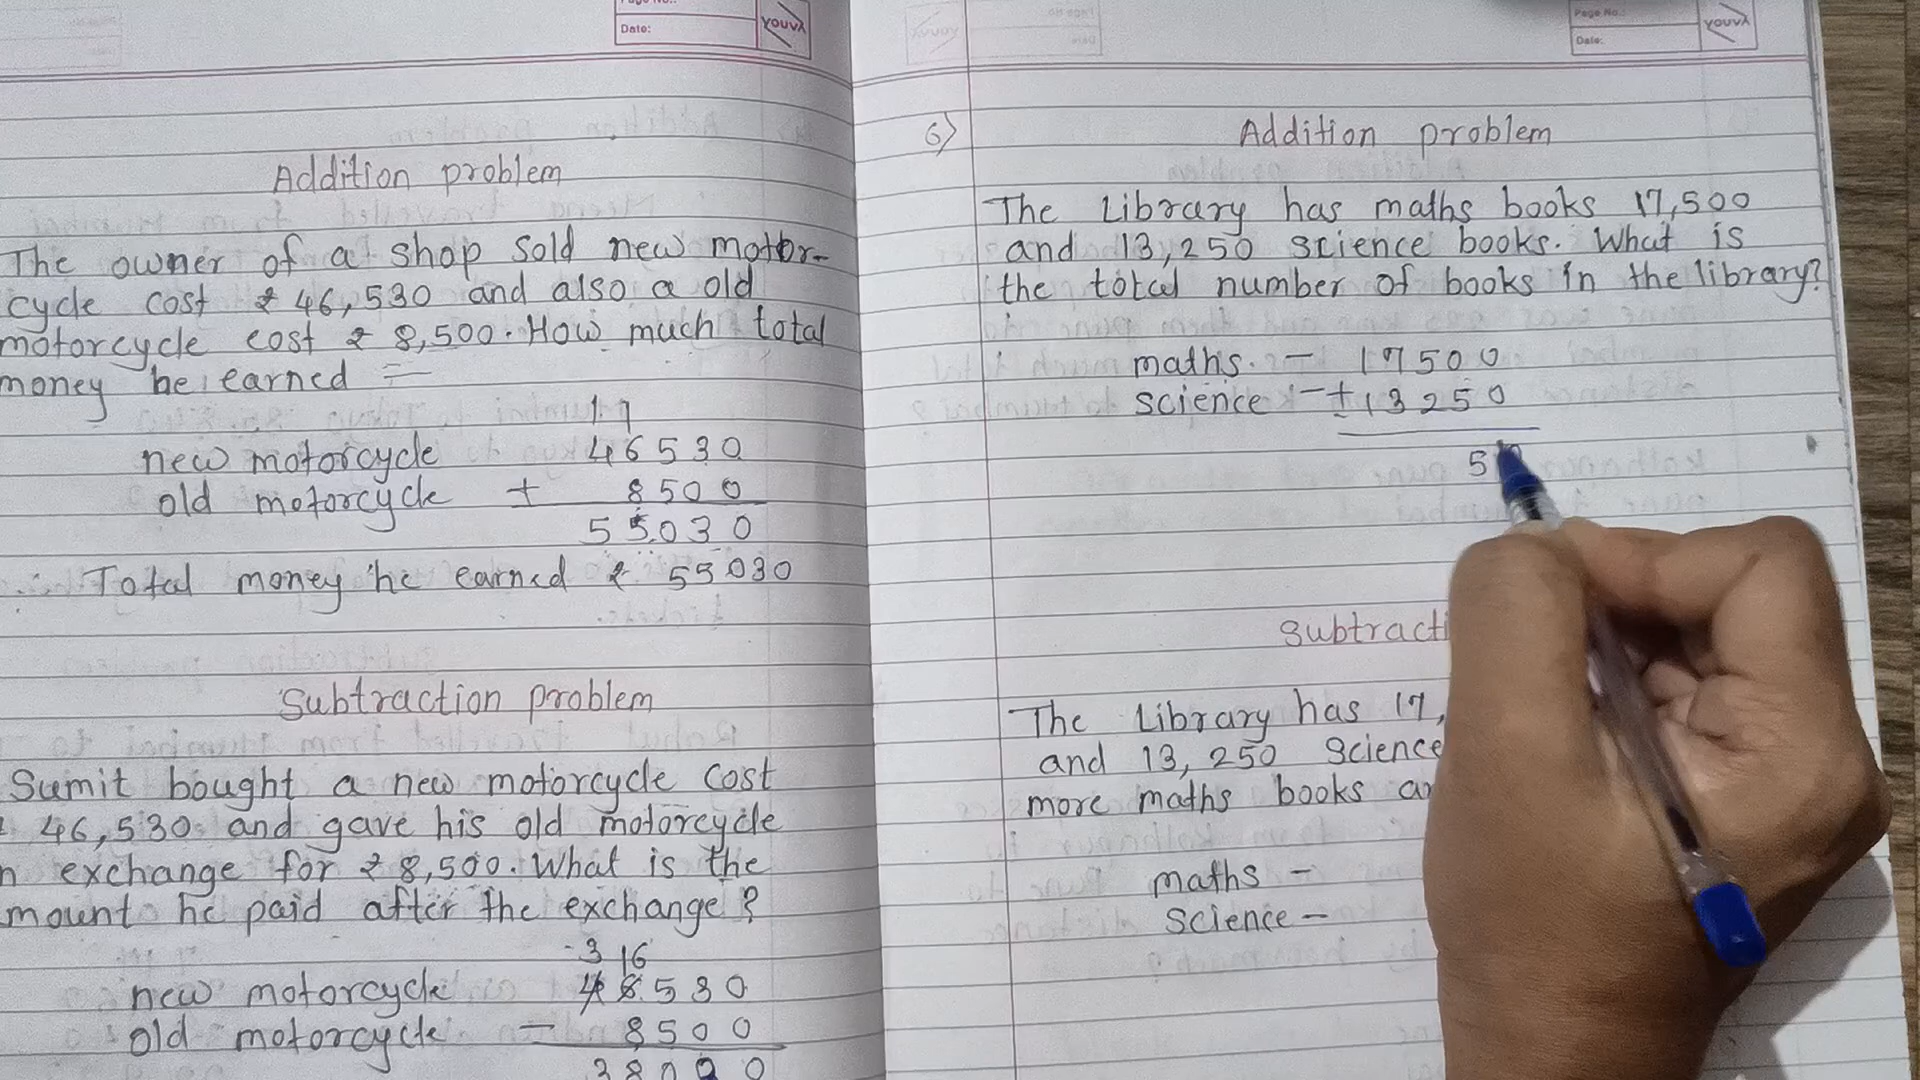 Date:
youva
Addition problem
The owner of a shop sold new motor-
cycle cost ₹ 46,530 and also a old
motorcycle cost ₹ 8,500. How much total
money he earned =
1 1
new motorcycle 46530
old motorcycle + 8500
55030
Total money he earned ₹ 55030
Subtraction problem
Sumit bought a new motorcycle cost
46,530 and gave his old motorcycle
exchange for ₹ 8,500. What is the
mount he paid after the exchange?
3 16
new motorcycle 46530
old motorcycle - 8500
Page No.:
Date:
youva
6) Addition problem
The Library has maths books 17,500
and 13,250 science books. What is
the total number of books in the library?
maths. - 17500
science - +13250
5
Subtracti
The Library has 17,
and 13,250 Science
more maths books
maths -
Science -